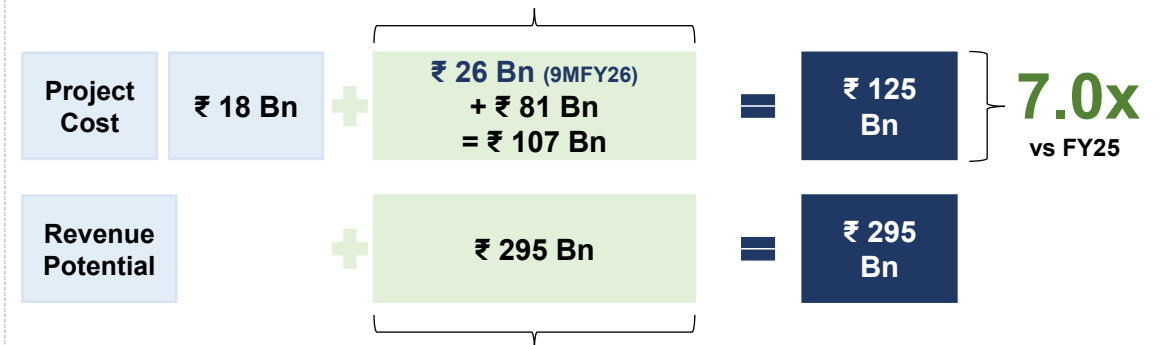 Project
Cost
₹ 18 Bn
₹ 26 Bn (9MFY26)
+ ₹ 81 Bn
= ₹ 107 Bn
=
₹ 125
Bn
7.0x
vs FY25
Revenue
Potential
₹ 295 Bn
=
₹ 295
Bn